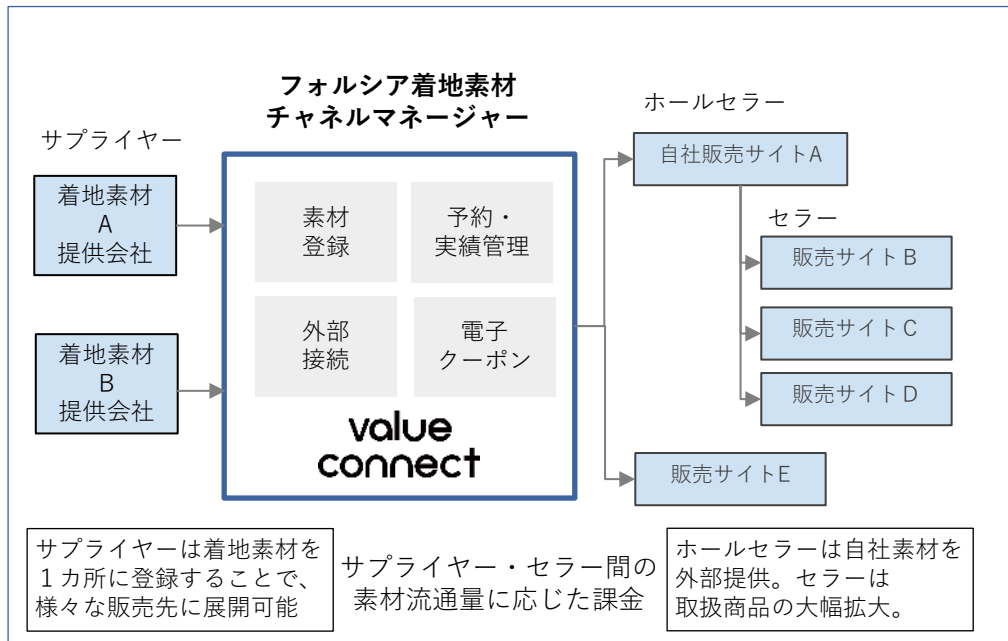 フォルシア着地素材
チャネルマネージャー
サプライヤー
着地素材
A
提供会社
着地素材
B
提供会社
素材
登録
予約・
実績管理
外部
接続
電子
クーポン
value
connect
ホールセラー
自社販売サイトA
セラー
販売サイトB
販売サイトC
販売サイトD
販売サイトE
サプライヤーは着地素材を
１カ所に登録することで、
様々な販売先に展開可能
サプライヤー・セラー間の
素材流通量に応じた課金
ホールセラーは自社素材を
外部提供。セラーは
取扱商品の大幅拡大。